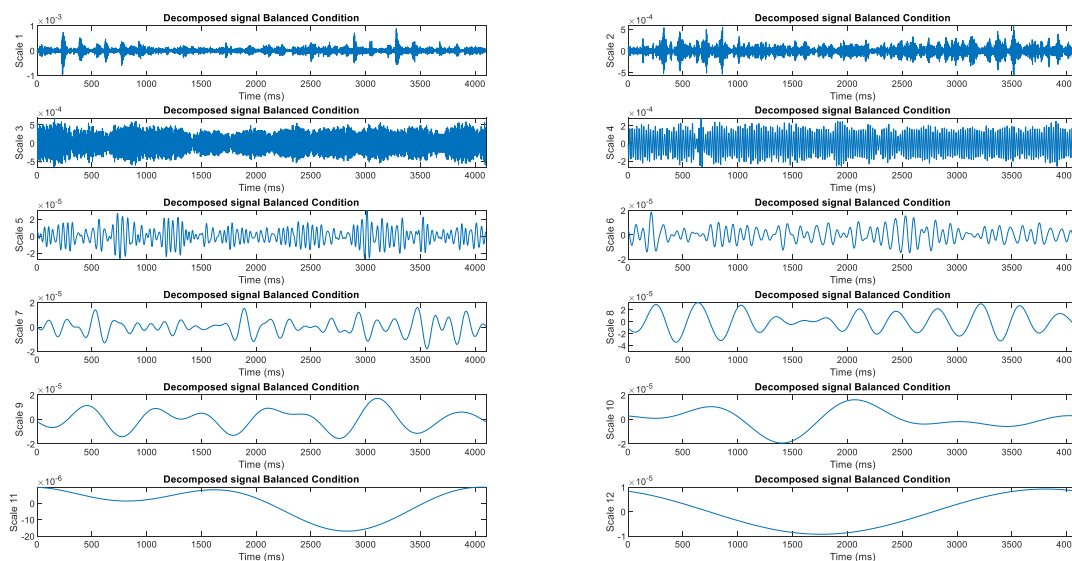 Decomposed signal Balanced Condition
×10^-3
1
0
-1
Scale 1
0 500 1000 1500 2000 2500 3000 3500 4000
Time (ms)
Decomposed signal Balanced Condition
×10^-4
5
0
-5
Scale 2
0 500 1000 1500 2000 2500 3000 3500 4000
Time (ms)
Decomposed signal Balanced Condition
×10^-4
5
0
-5
Scale 3
0 500 1000 1500 2000 2500 3000 3500 4000
Time (ms)
Decomposed signal Balanced Condition
×10^-4
2
0
-2
Scale 4
0 500 1000 1500 2000 2500 3000 3500 4000
Time (ms)
Decomposed signal Balanced Condition
×10^-5
2
0
-2
Scale 5
0 500 1000 1500 2000 2500 3000 3500 4000
Time (ms)
Decomposed signal Balanced Condition
×10^-5
2
0
-2
Scale 6
0 500 1000 1500 2000 2500 3000 3500 4000
Time (ms)
Decomposed signal Balanced Condition
×10^-5
2
0
-2
Scale 7
0 500 1000 1500 2000 2500 3000 3500 4000
Time (ms)
Decomposed signal Balanced Condition
×10^-5
2
0
-2
-4
Scale 8
0 500 1000 1500 2000 2500 3000 3500 4000
Time (ms)
Decomposed signal Balanced Condition
×10^-5
2
0
-2
Scale 9
0 500 1000 1500 2000 2500 3000 3500 4000
Time (ms)
Decomposed signal Balanced Condition
×10^-5
2
0
-2
Scale 10
0 500 1000 1500 2000 2500 3000 3500 4000
Time (ms)
Decomposed signal Balanced Condition
×10^-6
0
-10
-20
Scale 11
0 500 1000 1500 2000 2500 3000 3500 4000
Time (ms)
Decomposed signal Balanced Condition
×10^-5
1
0
-1
Scale 12
0 500 1000 1500 2000 2500 3000 3500 4000
Time (ms)